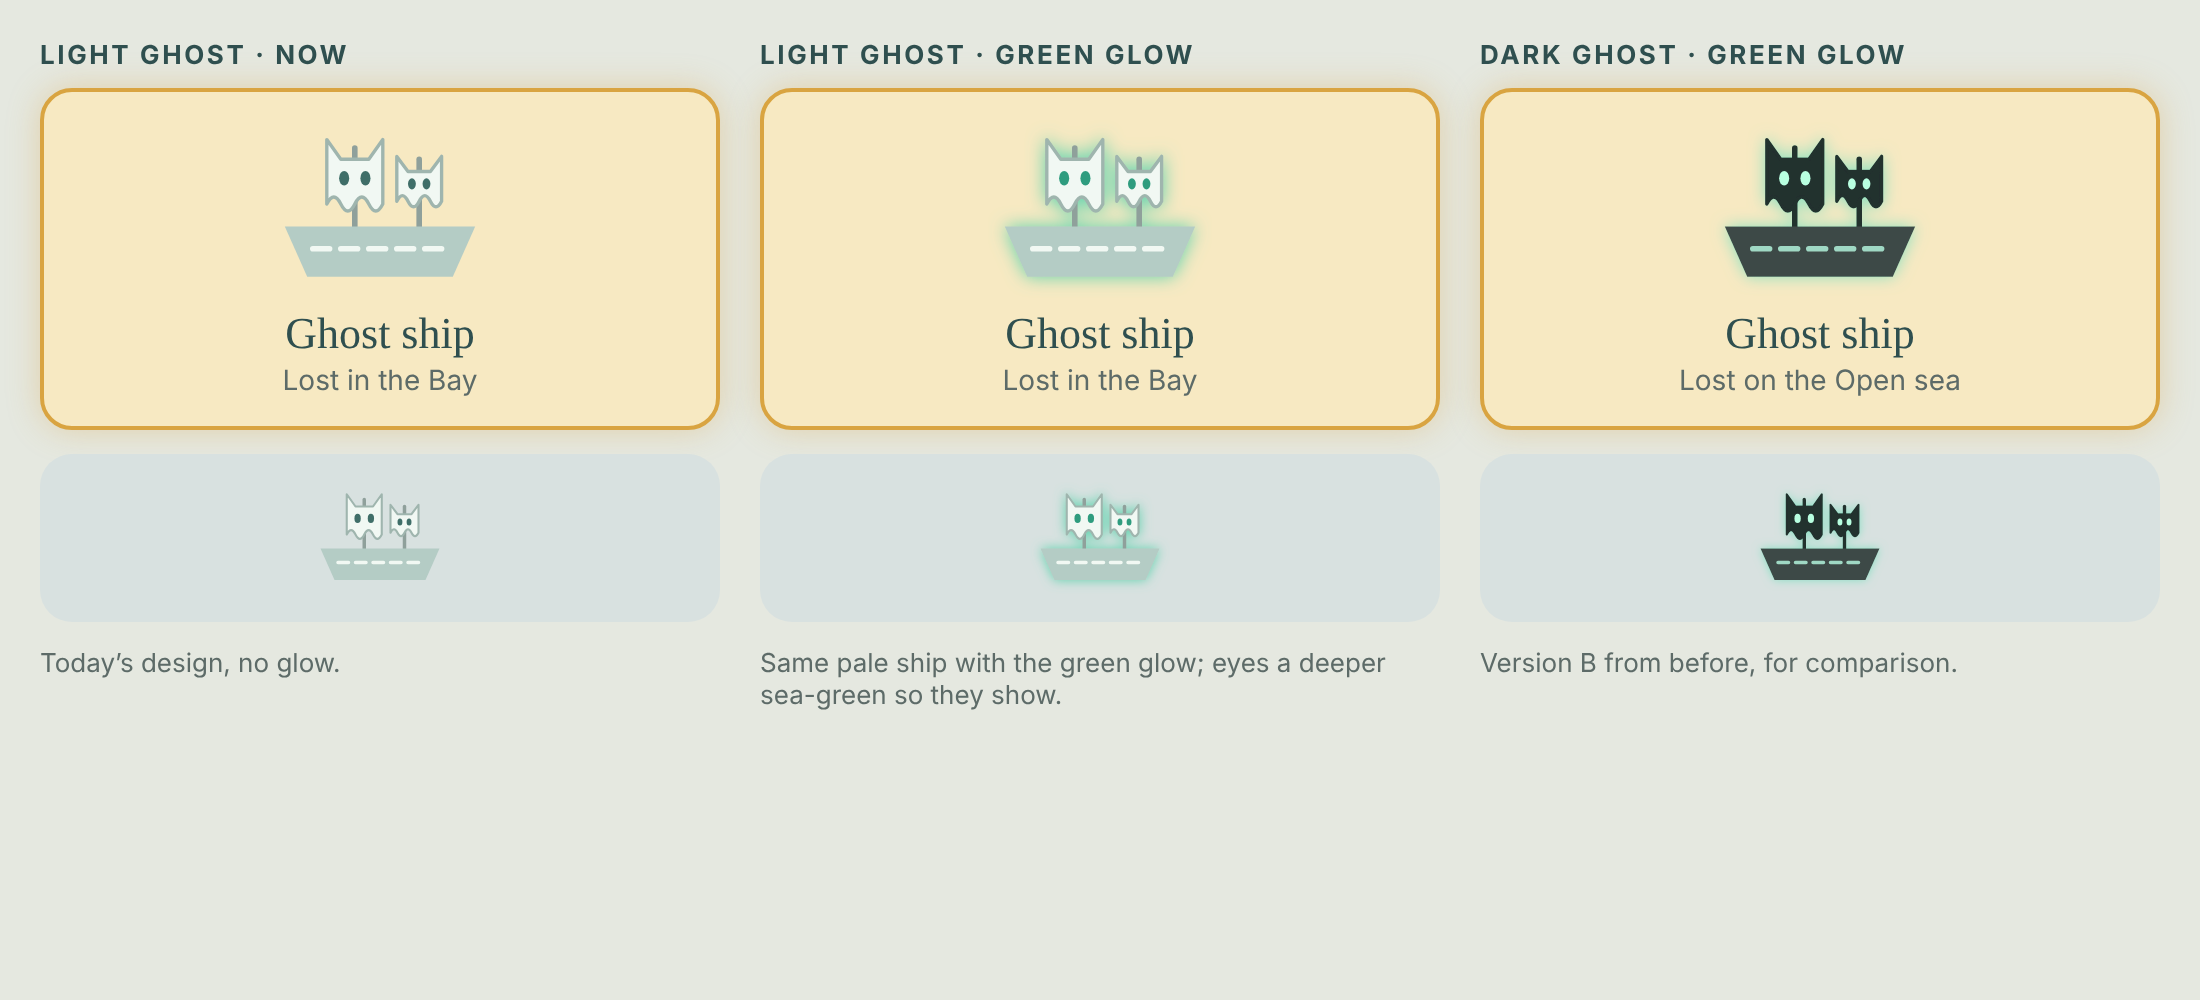 LIGHT GHOST · NOW
Ghost ship
Lost in the Bay
Today’s design, no glow.
LIGHT GHOST · GREEN GLOW
Ghost ship
Lost in the Bay
Same pale ship with the green glow; eyes a deeper
sea-green so they show.
DARK GHOST · GREEN GLOW
Ghost ship
Lost on the Open sea
Version B from before, for comparison.